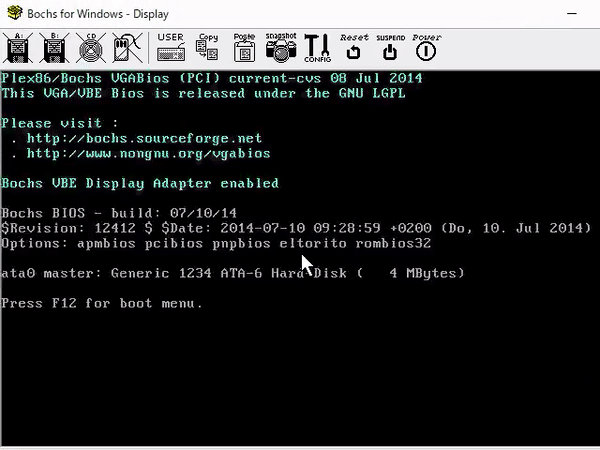 Bochs for Windows - Display
A: B: CD USER Copy Paste snapshot CONFIG Reset SUSPEND Power
Plex86/Bochs VGABios (PCI) current-cvs 08 Jul 2014
This VGA/VBE Bios is released under the GNU LGPL
Please visit :
. http://bochs.sourceforge.net
. http://www.nongnu.org/vgabios
Bochs VBE Display Adapter enabled
Bochs BIOS - build: 07/10/14
$Revision: 12412 $ $Date: 2014-07-10 09:28:59 +0200 (Do, 10. Jul 2014)
Options: apmbios pcibios pnpbios eltorito rombios32
ata0 master: Generic 1234 ATA-6 Hard-Disk (   4 MBytes)
Press F12 for boot menu.